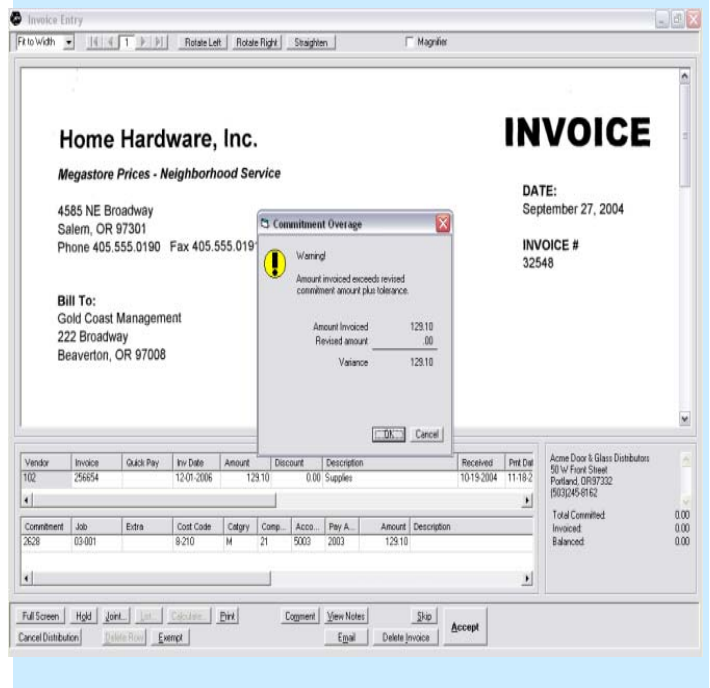 Invoice Entry
Fit to Width 1 Rotate Left Rotate Right Straighten Magnifier
Home Hardware, Inc.
INVOICE
Megastore Prices - Neighborhood Service
4585 NE Broadway
Salem, OR 97301
Phone 405.555.0190 Fax 405.555.019
DATE:
September 27, 2004
INVOICE #
32548
Bill To:
Gold Coast Management
222 Broadway
Beaverton, OR 97008
Commitment Overage
Warning!
Amount invoiced exceeds revised
commitment amount plus tolerance.
Amount Invoiced 129.10
Revised amount .00
Variance 129.10
OK Cancel
Vendor Invoice Quick Pay Inv Date Amount Discount Description Received Pmt Dat
102 256654 12-01-2006 129.10 0.00 Supplies 10-19-2004 11-18-2
Commitment Job Extra Cost Code Catgry Comp... Acco... Pay A... Amount Description
2628 03-001 8-210 M 21 5003 2003 129.10
Acme Door & Glass Distributors
50 W Front Street
Portland, OR97332
(503)245-8162
Total Committed: 0.00
Invoiced: 0.00
Balanced: 0.00
Full Screen Hold Joint... List... Calculate... Print Comment View Notes Skip Accept
Cancel Distribution Delete Row Exempt Email Delete Invoice